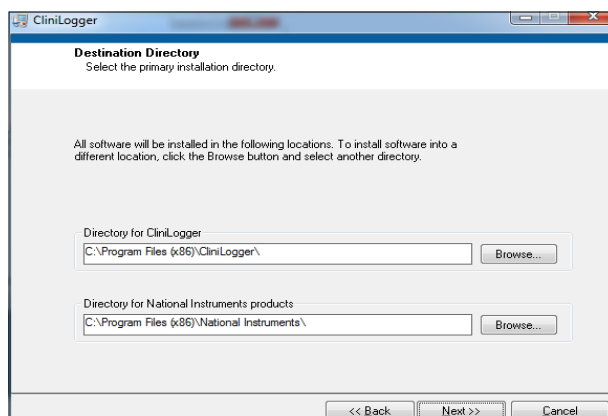 CliniLogger
Destination Directory
Select the primary installation directory.
All software will be installed in the following locations. To install software into a
different location, click the Browse button and select another directory.
Directory for CliniLogger
C:\Program Files (x86)\CliniLogger\
Browse...
Directory for National Instruments products
C:\Program Files (x86)\National Instruments\
Browse...
<< Back
Next >>
Cancel